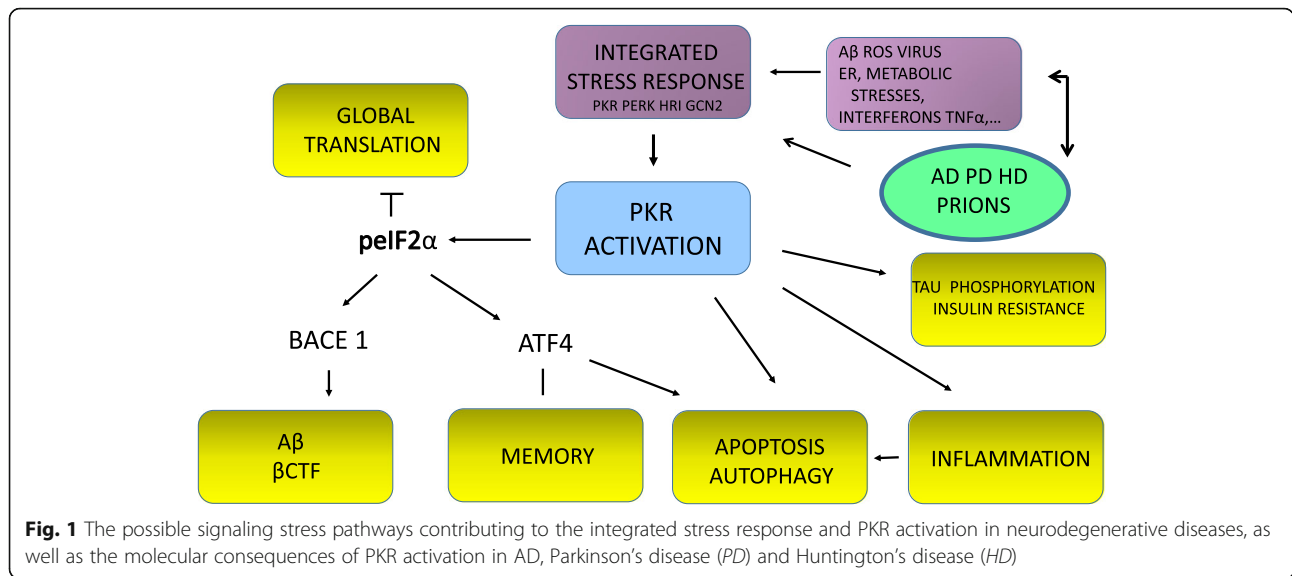 INTEGRATED
STRESS RESPONSE
PKR PERK HRI GCN2
Aβ ROS VIRUS
ER, METABOLIC
STRESSES,
INTERFERONS TNFα,...
GLOBAL
TRANSLATION
AD PD HD
PRIONS
PKR
ACTIVATION
peIF2α
TAU PHOSPHORYLATION
INSULIN RESISTANCE
BACE 1
ATF4
Aβ
βCTF
MEMORY
APOPTOSIS
AUTOPHAGY
INFLAMMATION
Fig. 1 The possible signaling stress pathways contributing to the integrated stress response and PKR activation in neurodegenerative diseases, as
well as the molecular consequences of PKR activation in AD, Parkinson's disease (PD) and Huntington's disease (HD)